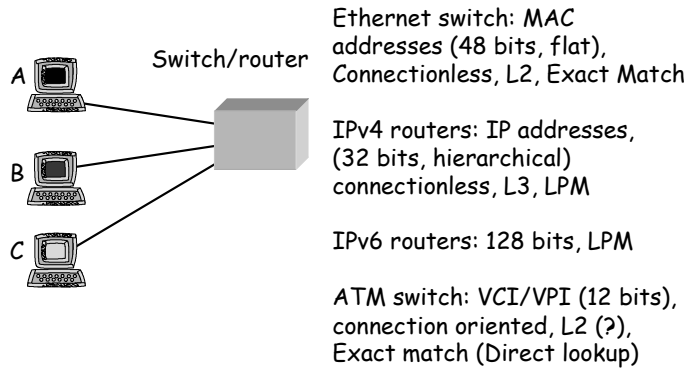 A
B
C
Switch/router
Ethernet switch: MAC
addresses (48 bits, flat),
Connectionless, L2, Exact Match
IPv4 routers: IP addresses,
(32 bits, hierarchical)
connectionless, L3, LPM
IPv6 routers: 128 bits, LPM
ATM switch: VCI/VPI (12 bits),
connection oriented, L2 (?),
Exact match (Direct lookup)